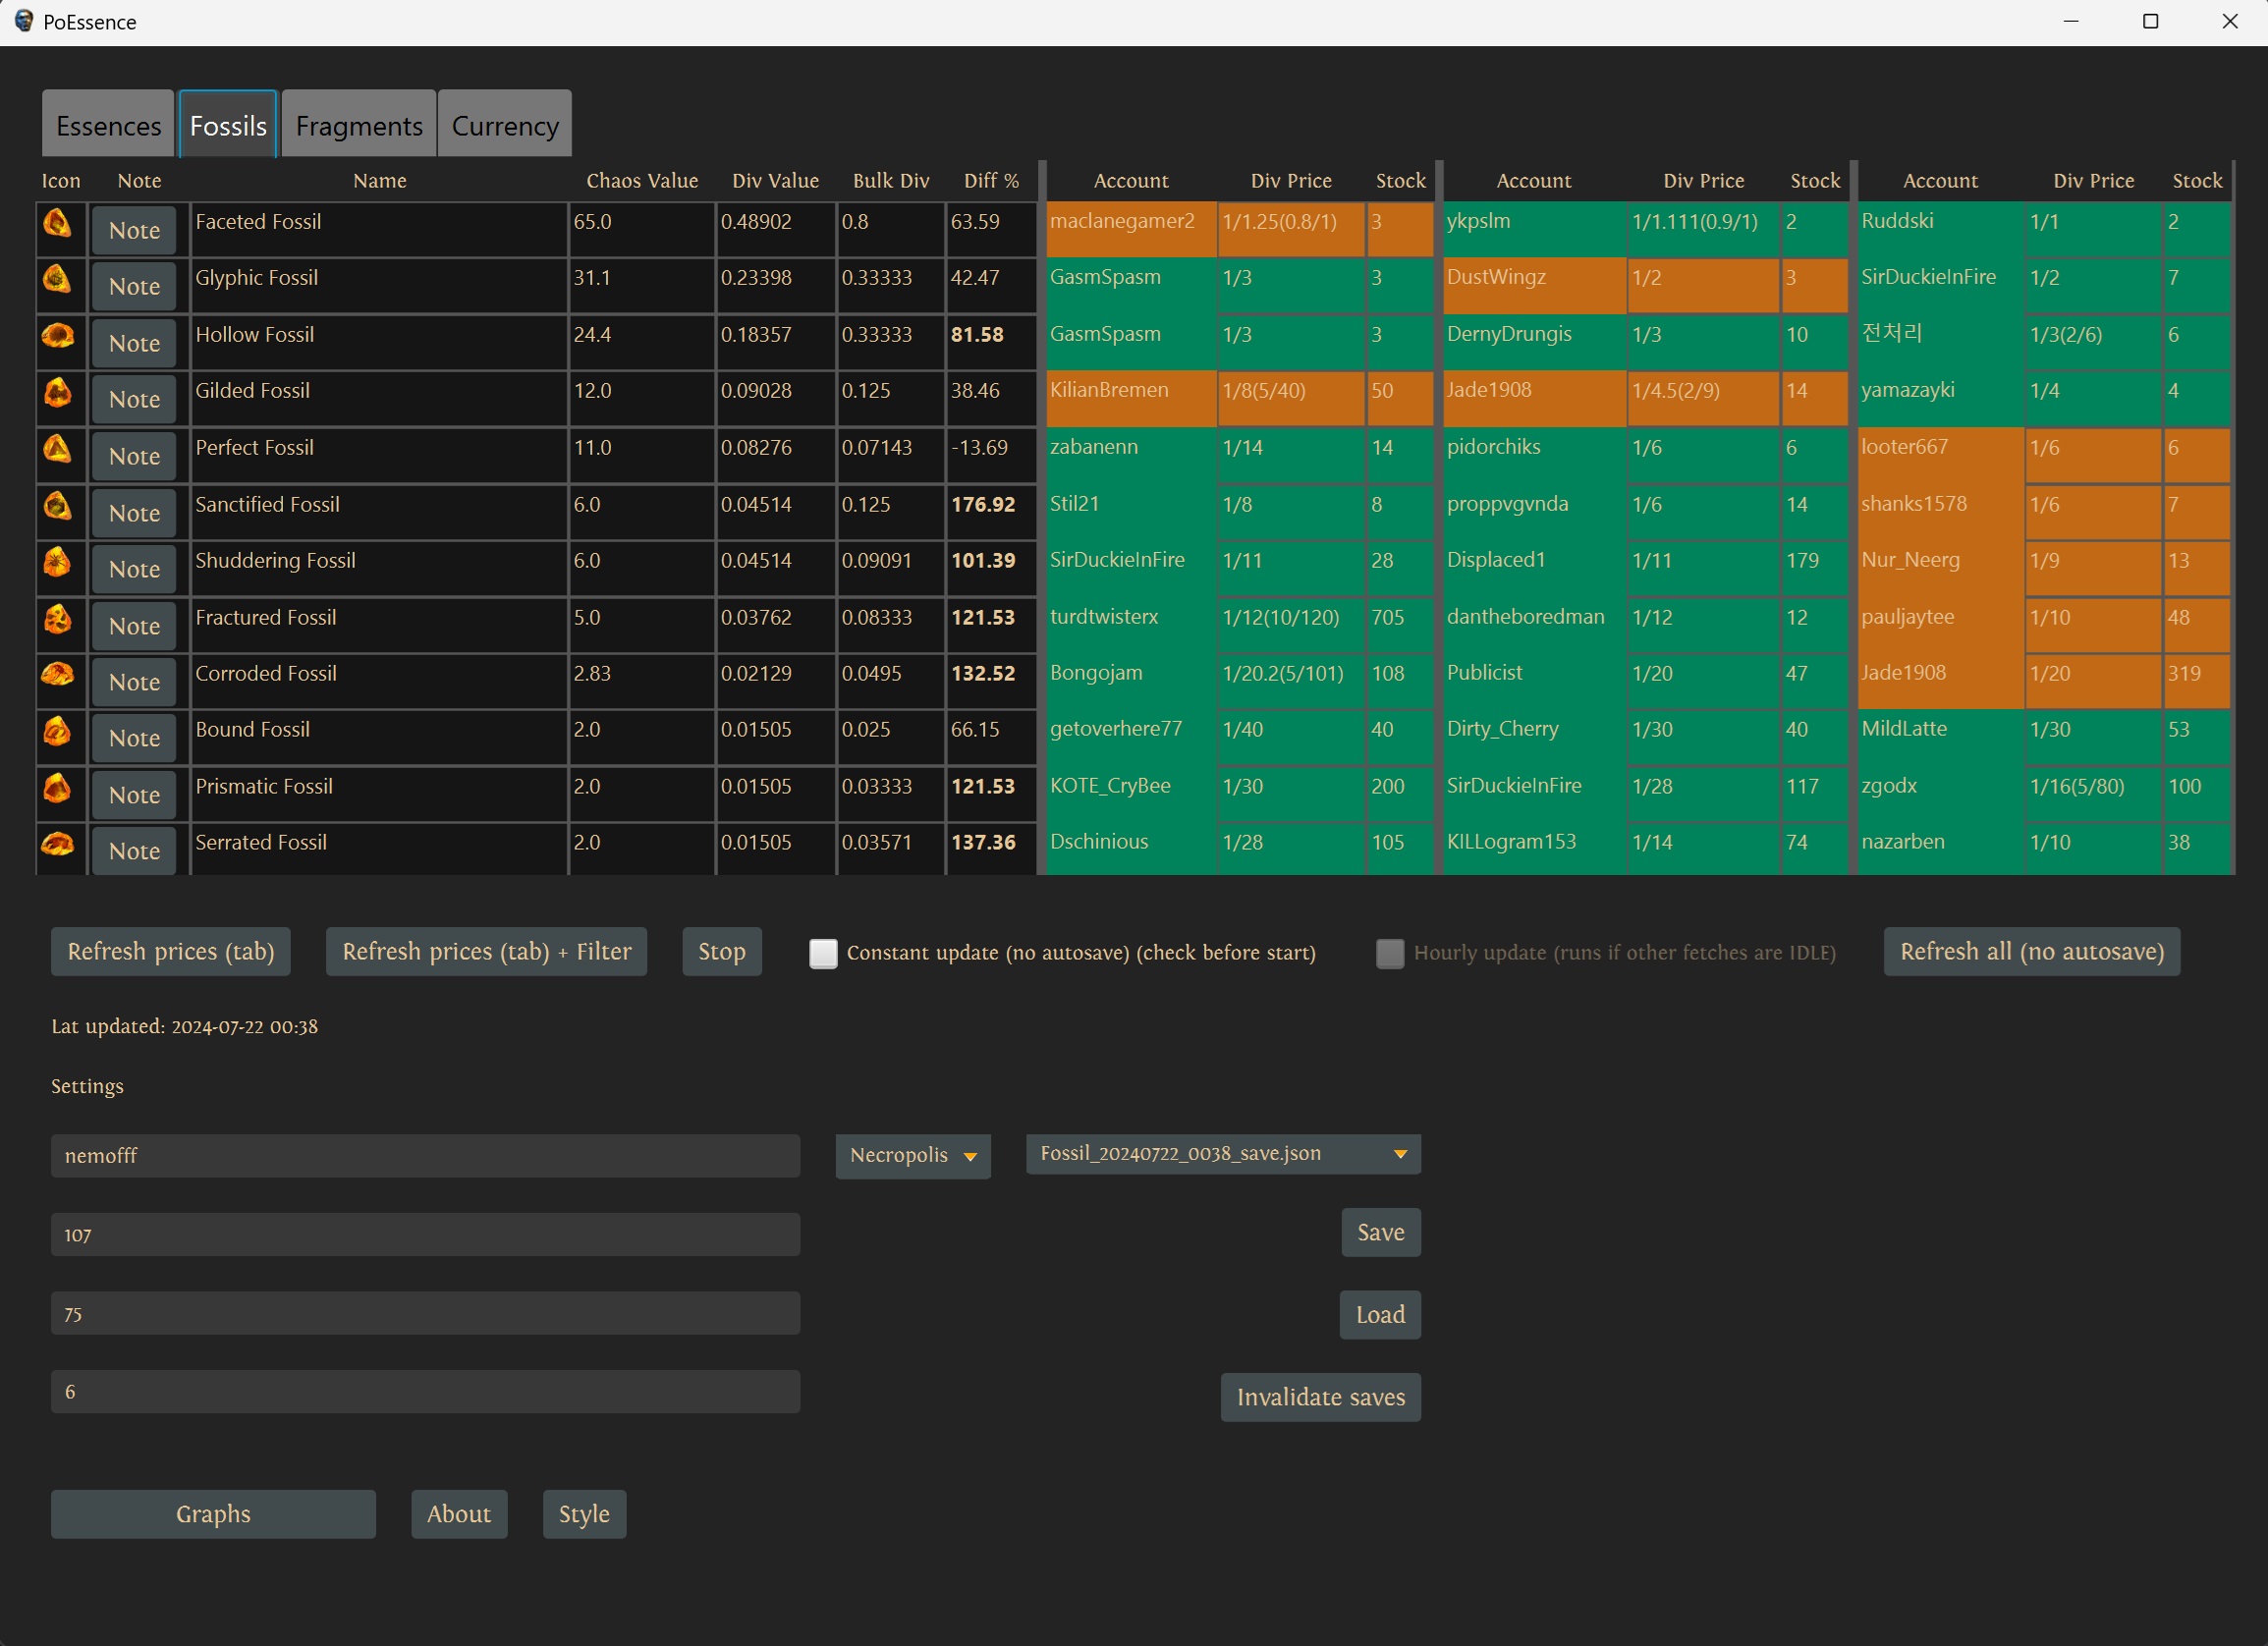 PoEssence
Essences Fossils Fragments Currency
Icon Note Name Chaos Value Div Value Bulk Div Diff % Account Div Price Stock Account Div Price Stock Account Div Price Stock
Note Faceted Fossil 65.0 0.48902 0.8 63.59 maclanegamer2 1/1.25(0.8/1) 3 ykpslm 1/1.111(0.9/1) 2 Ruddski 1/1 2
Note Glyphic Fossil 31.1 0.23398 0.33333 42.47 GasmSpasm 1/3 3 DustWingz 1/2 3 SirDuckieInFire 1/2 7
Note Hollow Fossil 24.4 0.18357 0.33333 81.58 GasmSpasm 1/3 3 DernyDrungis 1/3 10 전처리 1/3(2/6) 6
Note Gilded Fossil 12.0 0.09028 0.125 38.46 KilianBremen 1/8(5/40) 50 Jade1908 1/4.5(2/9) 14 yamazayki 1/4 4
Note Perfect Fossil 11.0 0.08276 0.07143 -13.69 zabanenn 1/14 14 pidorchiks 1/6 6 looter667 1/6 6
Note Sanctified Fossil 6.0 0.04514 0.125 176.92 Stil21 1/8 8 proppvgvnda 1/6 14 shanks1578 1/6 7
Note Shuddering Fossil 6.0 0.04514 0.09091 101.39 SirDuckieInFire 1/11 28 Displaced1 1/11 179 Nur_Neerg 1/9 13
Note Fractured Fossil 5.0 0.03762 0.08333 121.53 turdtwisterx 1/12(10/120) 705 dantheboredman 1/12 12 pauljaytee 1/10 48
Note Corroded Fossil 2.83 0.02129 0.0495 132.52 Bongojam 1/20.2(5/101) 108 Publicist 1/20 47 Jade1908 1/20 319
Note Bound Fossil 2.0 0.01505 0.025 66.15 getoverhere77 1/40 40 Dirty_Cherry 1/30 40 MildLatte 1/30 53
Note Prismatic Fossil 2.0 0.01505 0.03333 121.53 KOTE_CryBee 1/30 200 SirDuckieInFire 1/28 117 zgodx 1/16(5/80) 100
Note Serrated Fossil 2.0 0.01505 0.03571 137.36 Dschinious 1/28 105 KILLogram153 1/14 74 nazarben 1/10 38
Refresh prices (tab) Refresh prices (tab) + Filter Stop Constant update (no autosave) (check before start) Hourly update (runs if other fetches are IDLE) Refresh all (no autosave)
Lat updated: 2024-07-22 00:38
Settings
nemofff Necropolis Fossil_20240722_0038_save.json
107 Save
75 Load
6 Invalidate saves
Graphs About Style